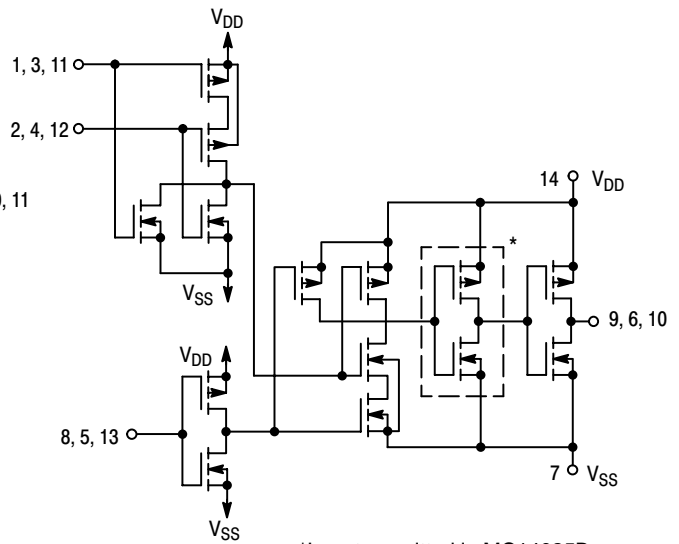 V_DD
1, 3, 11
2, 4, 12
, 11
14 V_DD
*
V_SS
9, 6, 10
V_DD
8, 5, 13
7 V_SS
V_SS